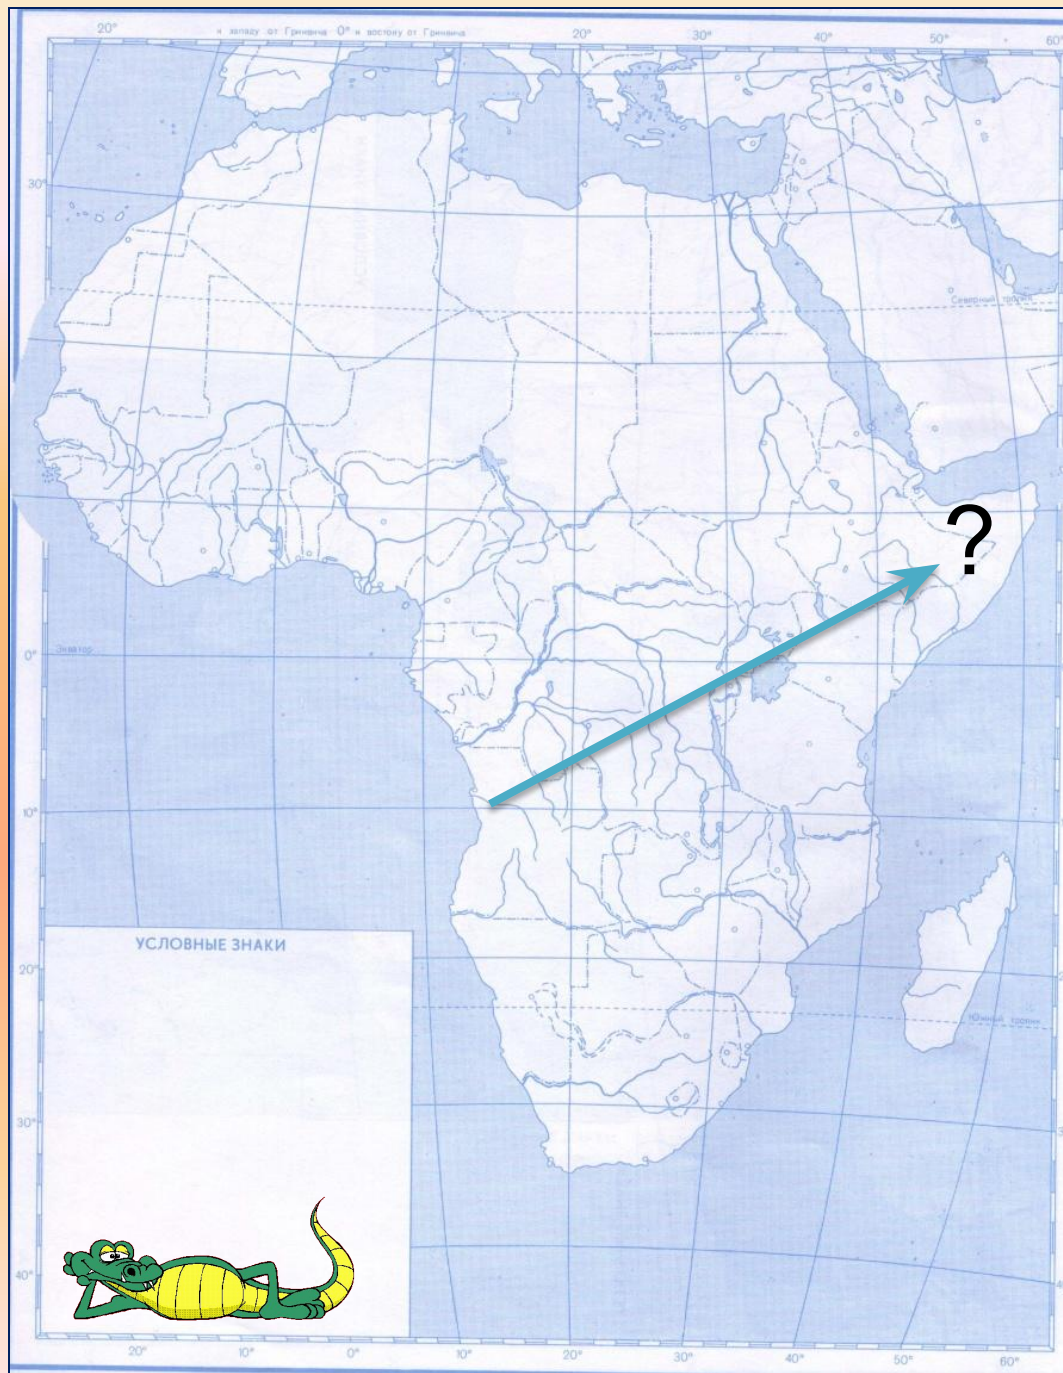 20° к западу от Гринвича 0° и востоку от Гринвича 20° 30° 40° 50° 60°
30°
Северный тропик
?
Экватор
0°
10°
УСЛОВНЫЕ ЗНАКИ
20°
Южный тропик
30°
40°
20° 10° 0° 10° 20° 30° 40° 50° 60°